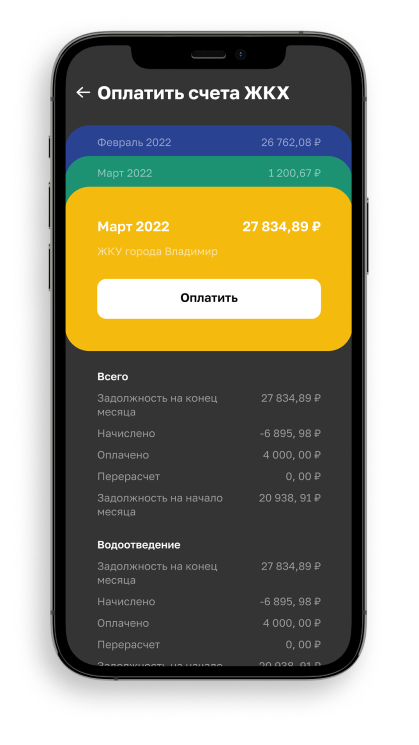 ← Оплатить счета ЖКХ
Февраль 2022 26 762,08 ₽
Март 2022 1 200,67 ₽
Март 2022 27 834,89 ₽
ЖКУ города Владимир
Оплатить
Всего
Задолжность на конец 27 834,89 ₽
месяца
Начислено -6 895, 98 ₽
Оплачено 4 000, 00 ₽
Перерасчет 0, 00 ₽
Задолжность на начало 20 938, 91 ₽
месяца
Водоотведение
Задолжность на конец 27 834,89 ₽
месяца
Начислено -6 895, 98 ₽
Оплачено 4 000, 00 ₽
Перерасчет 0, 00 ₽
Задолжность на начало 20 938, 91 ₽